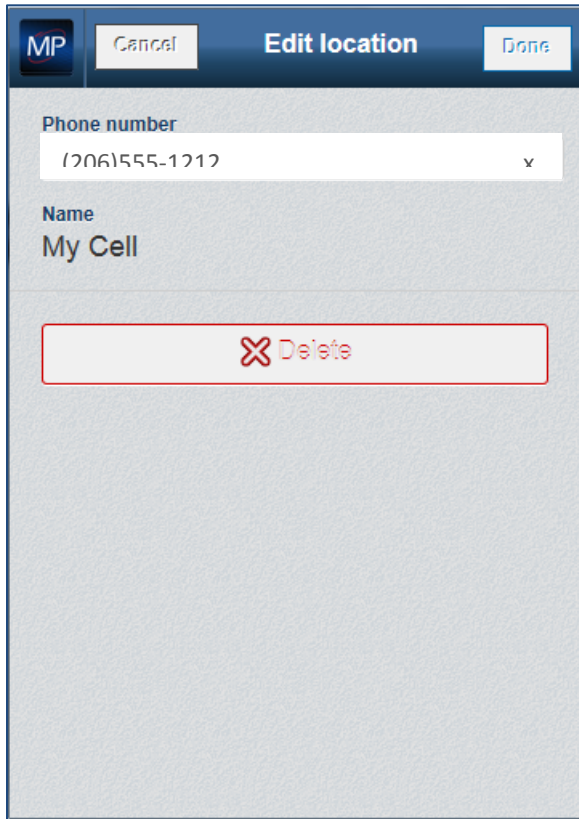 MP Cancel Edit location Done
Phone number
(206)555-1212 x
Name
My Cell
Delete